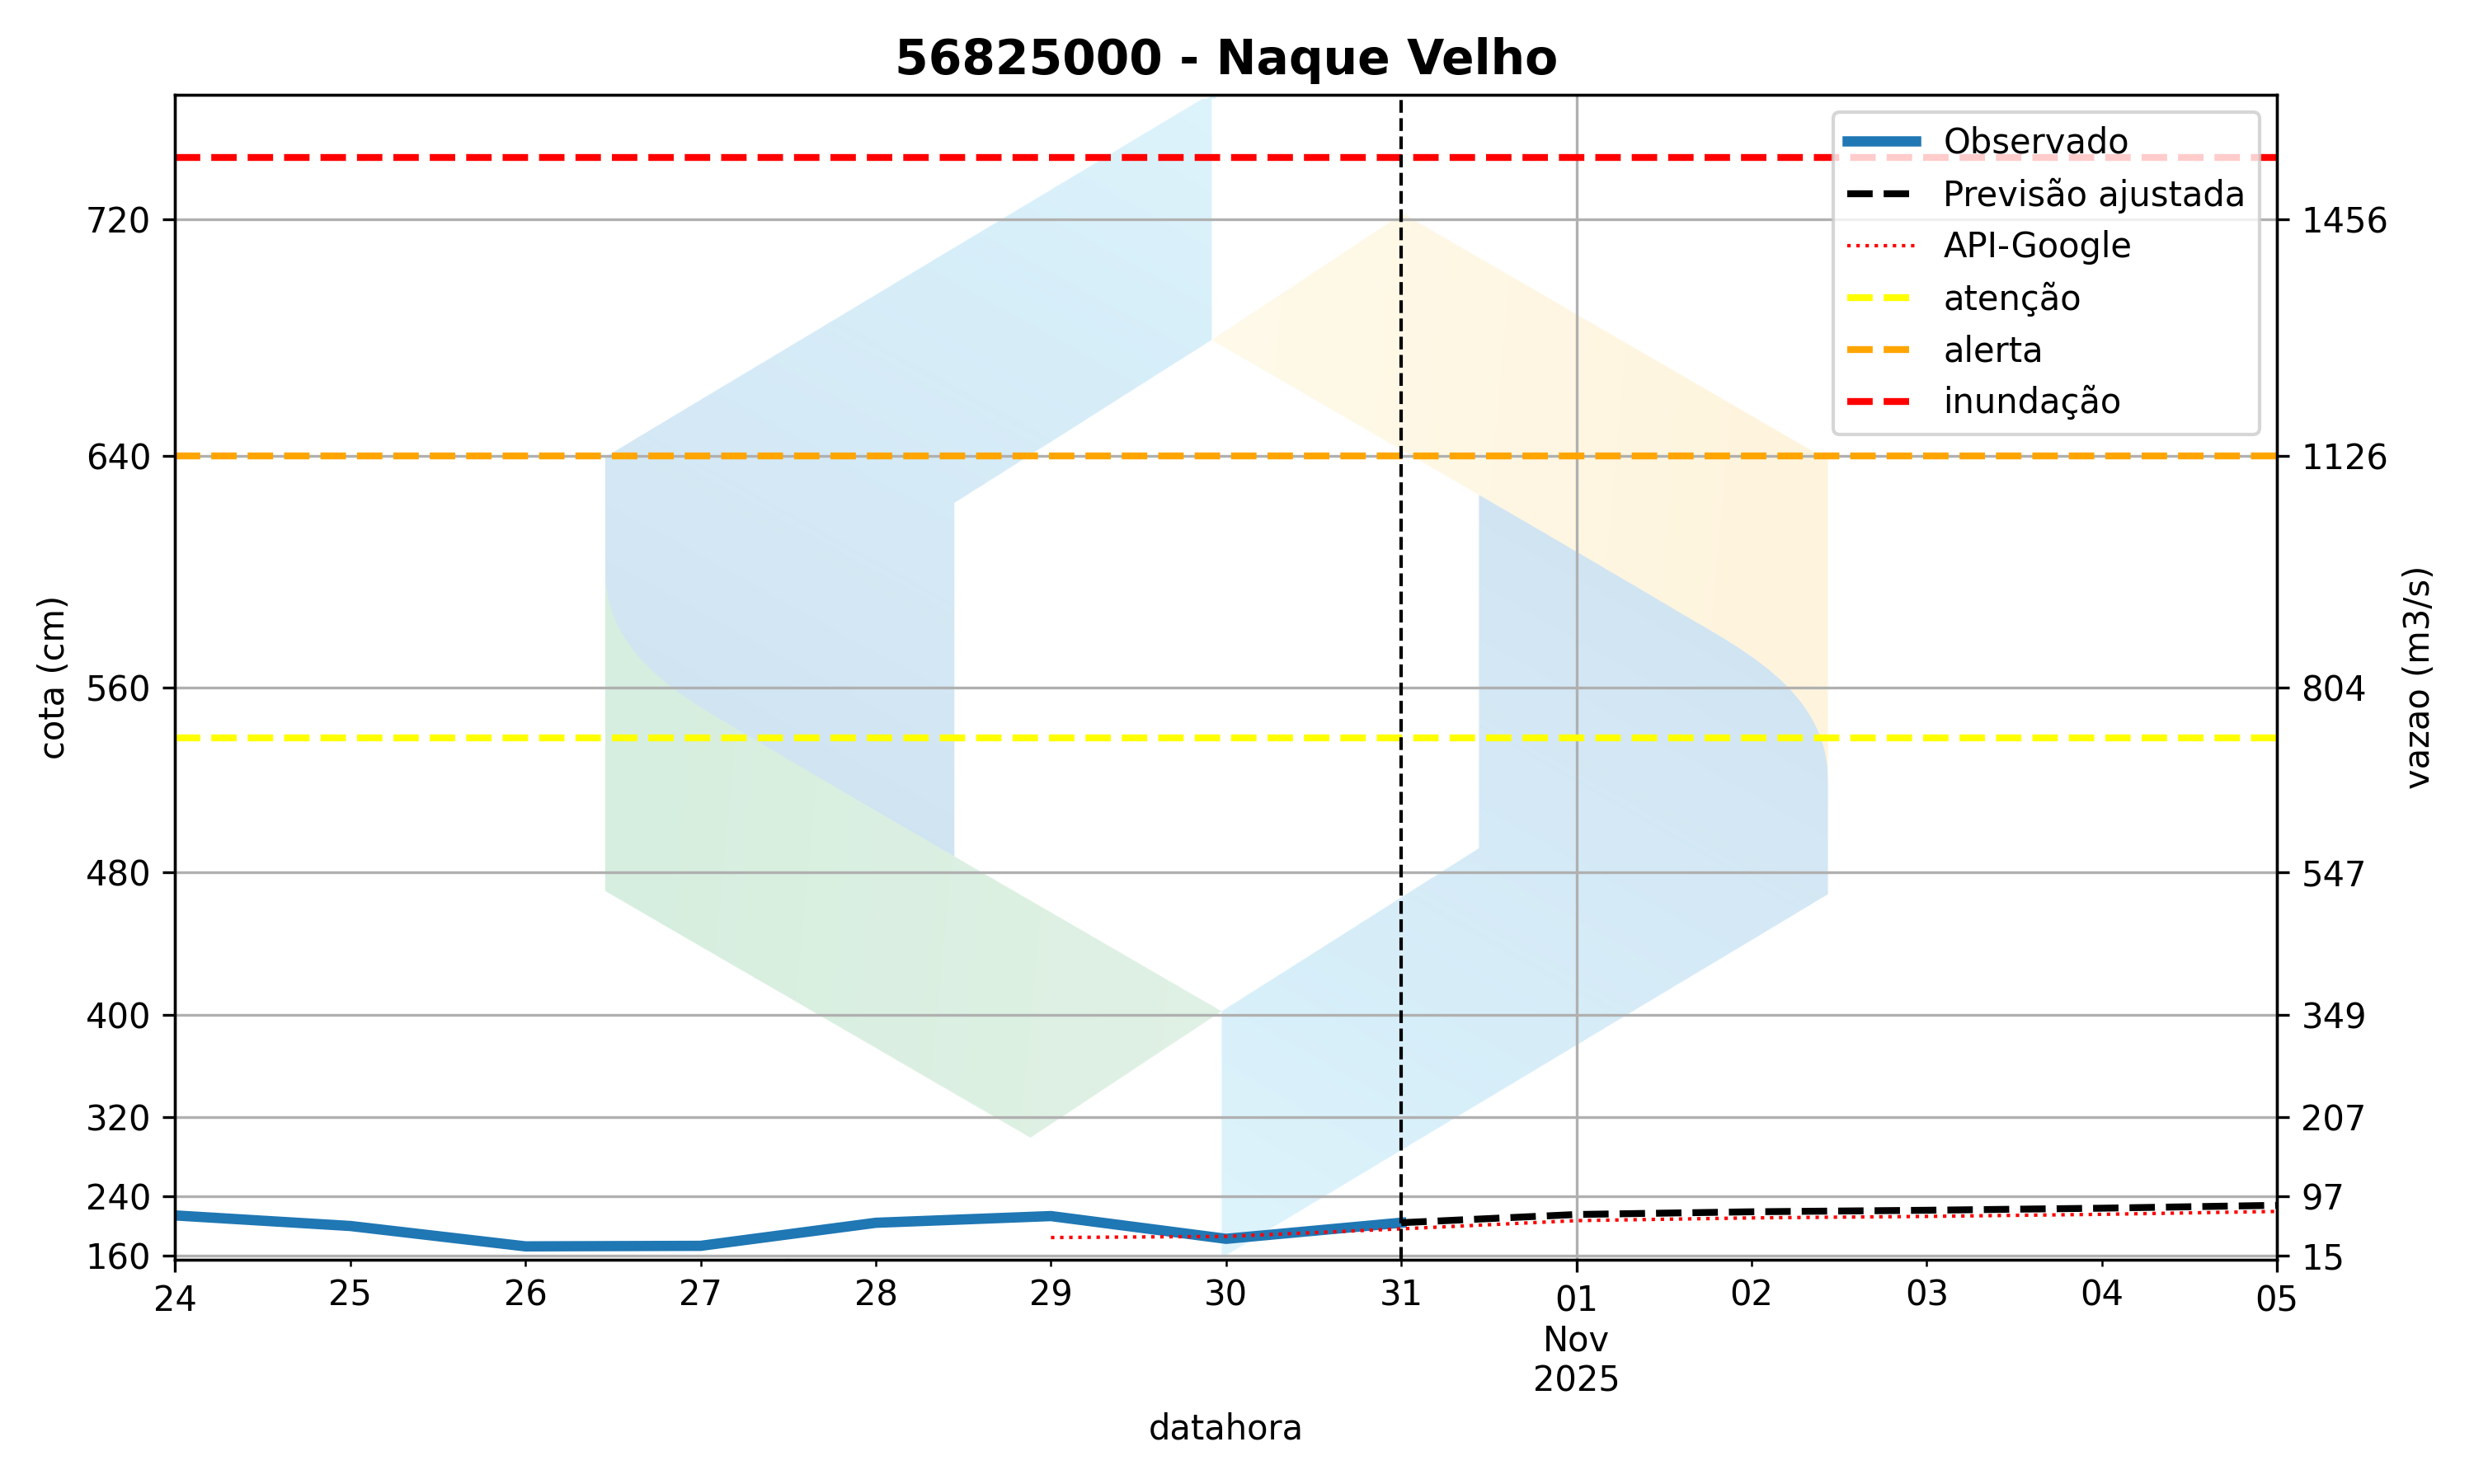 56825000 - Naque Velho
Observado
Previsão ajustada
API-Google
atenção
alerta
inundação
720
640
560
480
400
320
240
160
cota (cm)
1456
1126
804
547
349
207
97
15
vazao (m3/s)
24 25 26 27 28 29 30 31 01 02 03 04 05
Nov
2025
datahora